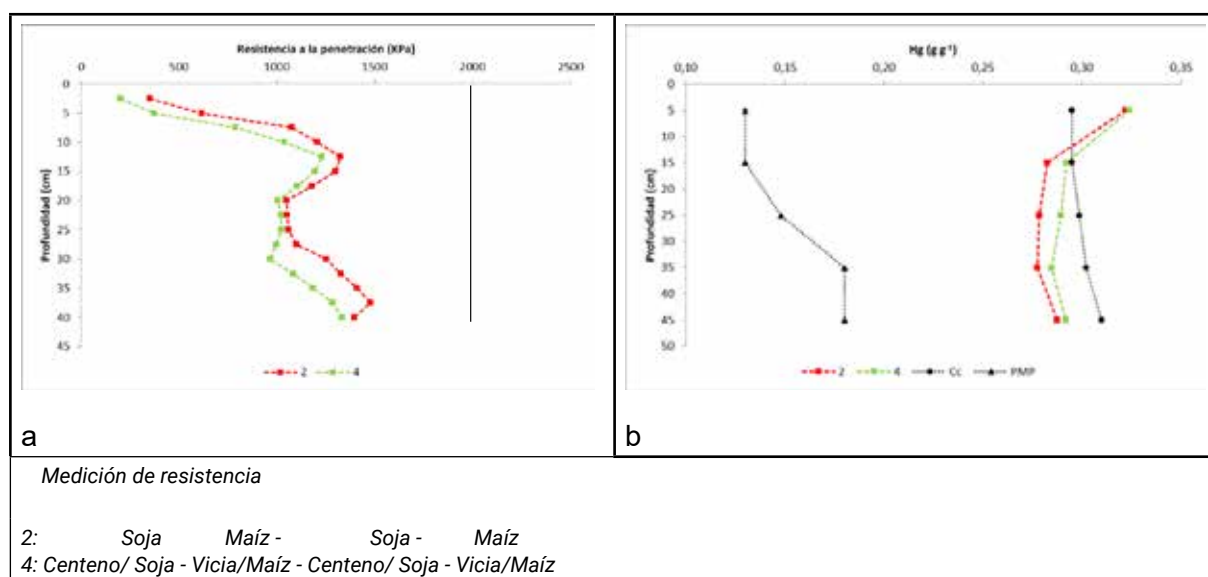 Resistencia a la penetración (KPa)
0 500 1000 1500 2000 2500
Profundidad (cm)
0
5
10
15
20
25
30
35
40
45
2 4
a
Hg (g g⁻¹)
0,10 0,15 0,20 0,25 0,30 0,35
Profundidad (cm)
0
5
10
15
20
25
30
35
40
45
50
2 4 Cc PMP
b
Medición de resistencia
2: Soja Maíz - Soja - Maíz
4: Centeno/ Soja - Vicia/Maíz - Centeno/ Soja - Vicia/Maíz